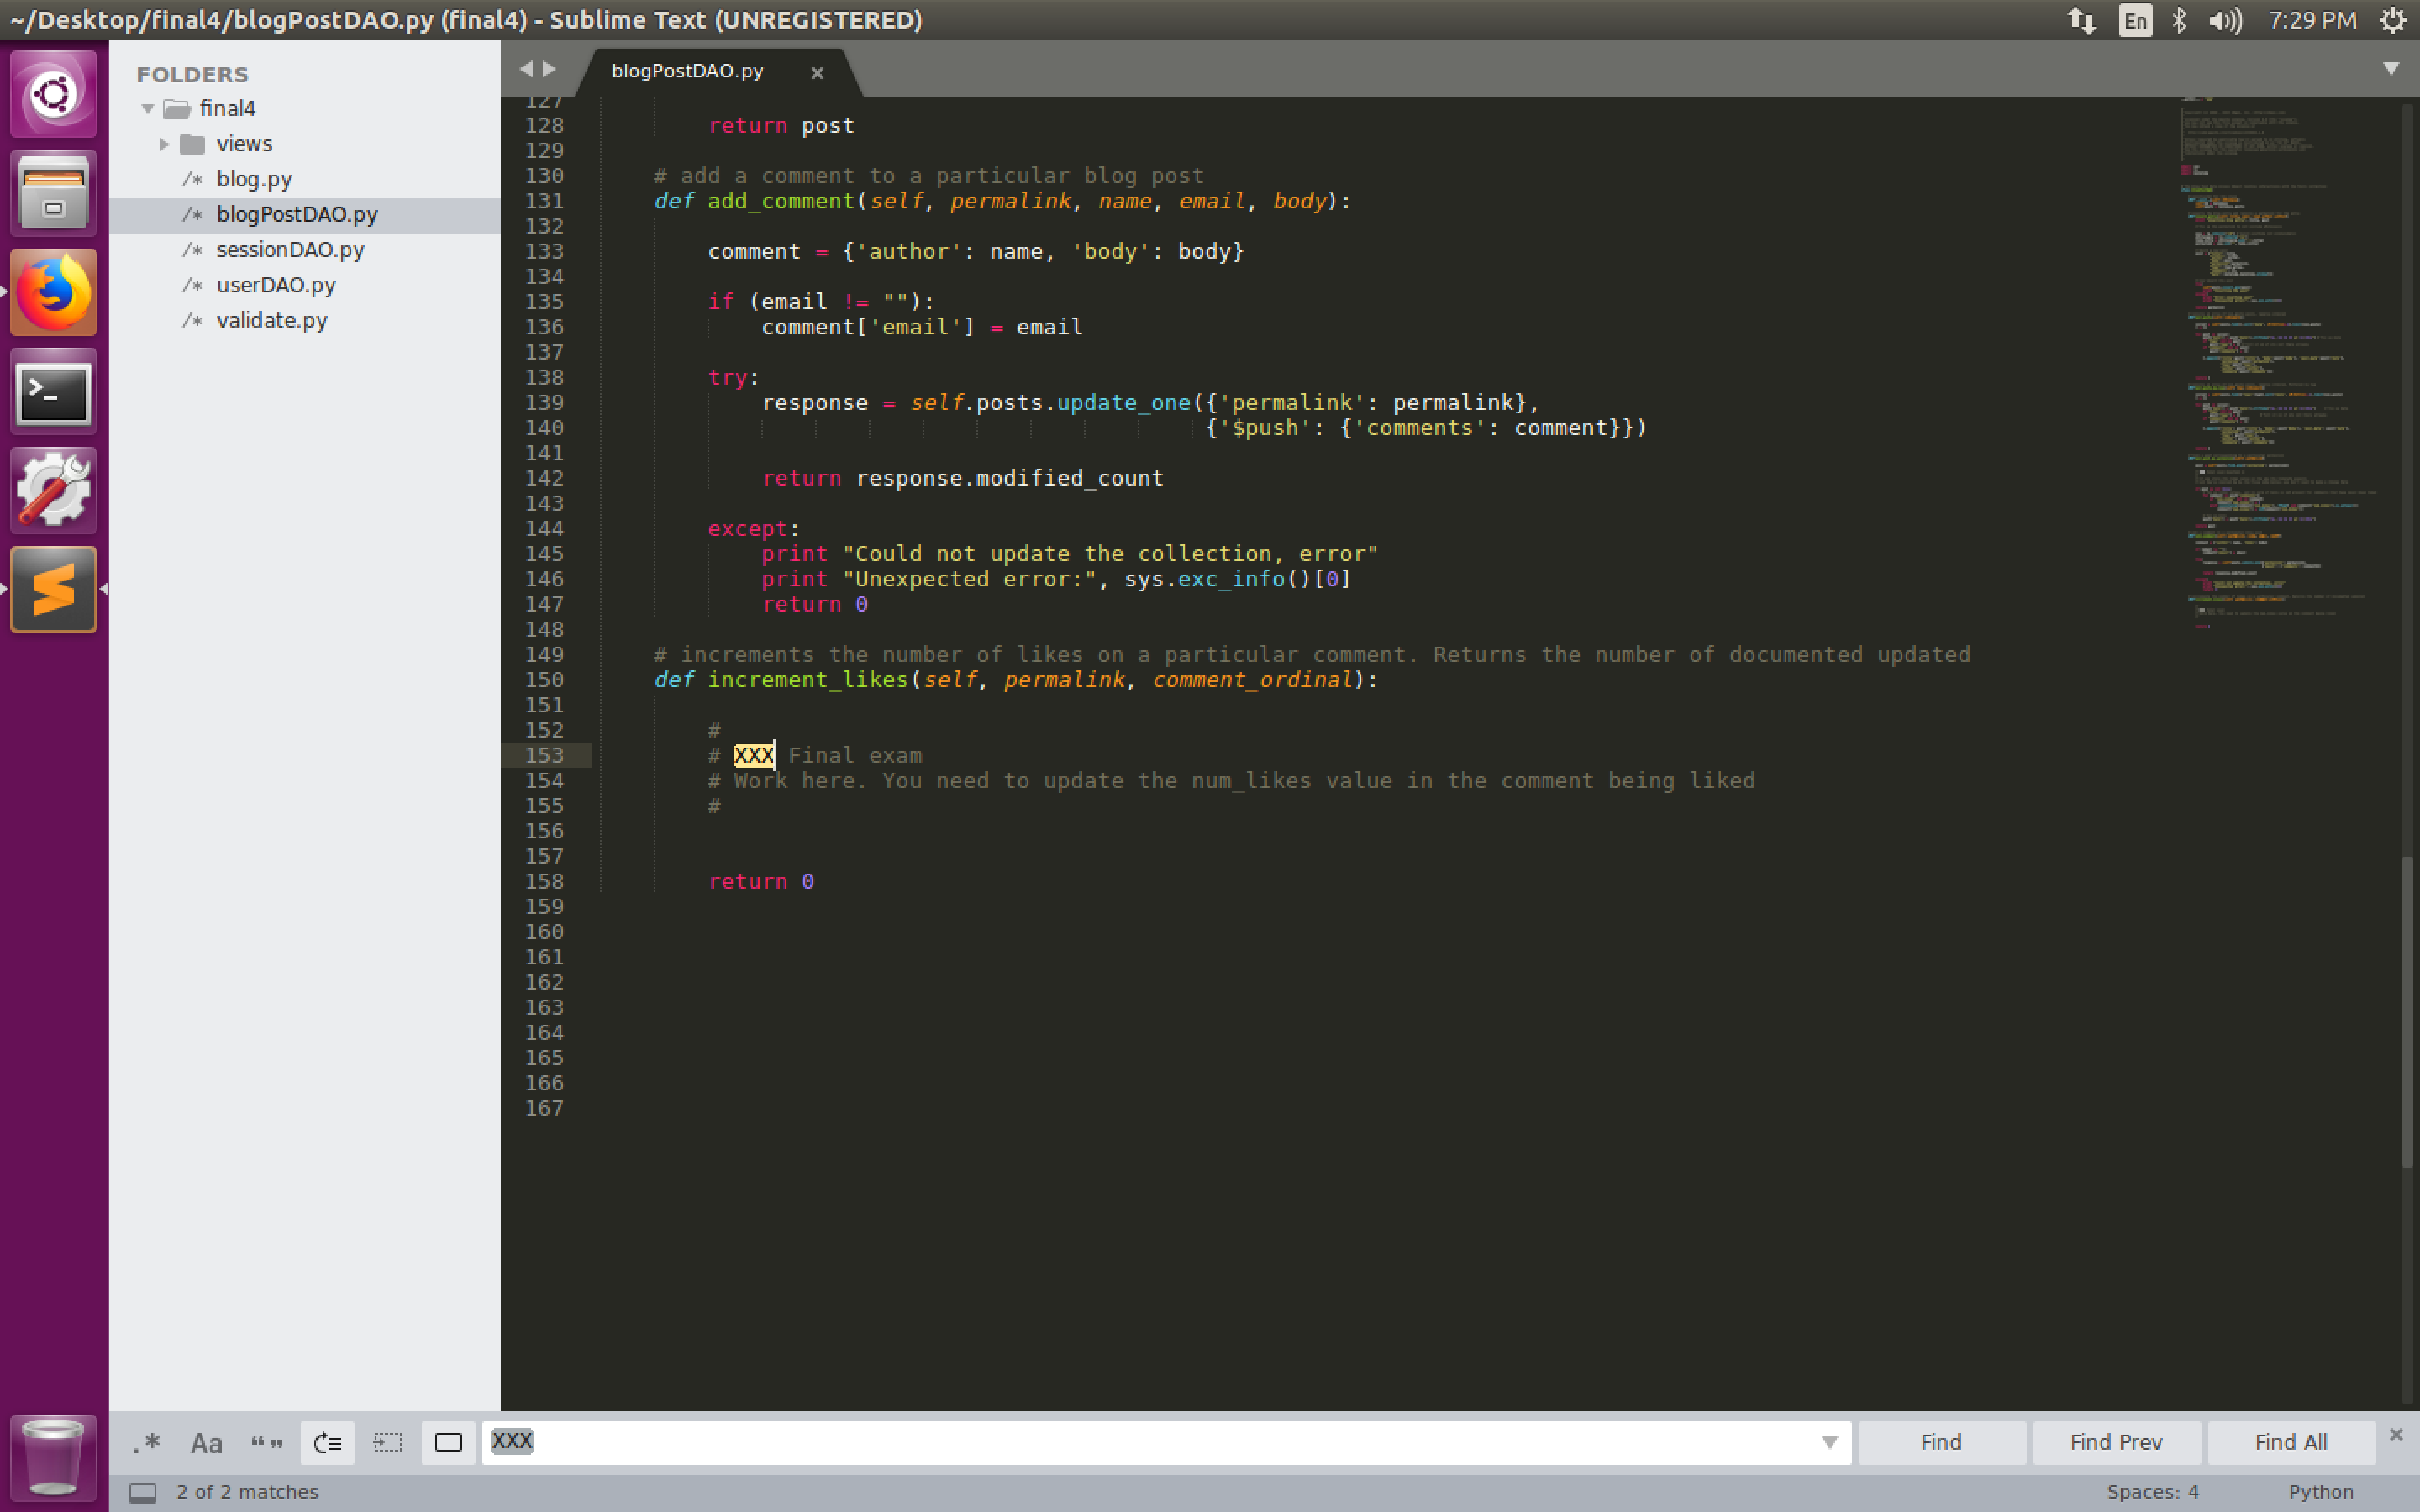 ~/Desktop/final4/blogPostDAO.py (final4) - Sublime Text (UNREGISTERED)
En
7:29 PM
FOLDERS
final4
views
/* blog.py
/* blogPostDAO.py
/* sessionDAO.py
/* userDAO.py
/* validate.py
blogPostDAO.py
127
128 return post
129
130 # add a comment to a particular blog post
131 def add_comment(self, permalink, name, email, body):
132
133 comment = {'author': name, 'body': body}
134
135 if (email != ""):
136 comment['email'] = email
137
138 try:
139 response = self.posts.update_one({'permalink': permalink},
140 {'$push': {'comments': comment}})
141
142 return response.modified_count
143
144 except:
145 print "Could not update the collection, error"
146 print "Unexpected error:", sys.exc_info()[0]
147 return 0
148
149 # increments the number of likes on a particular comment. Returns the number of documented updated
150 def increment_likes(self, permalink, comment_ordinal):
151
152 #
153 # XXX Final exam
154 # Work here. You need to update the num_likes value in the comment being liked
155 #
156
157
158 return 0
159
160
161
162
163
164
165
166
167
.* Aa “” XXX Find Find Prev Find All
2 of 2 matches
Spaces: 4
Python